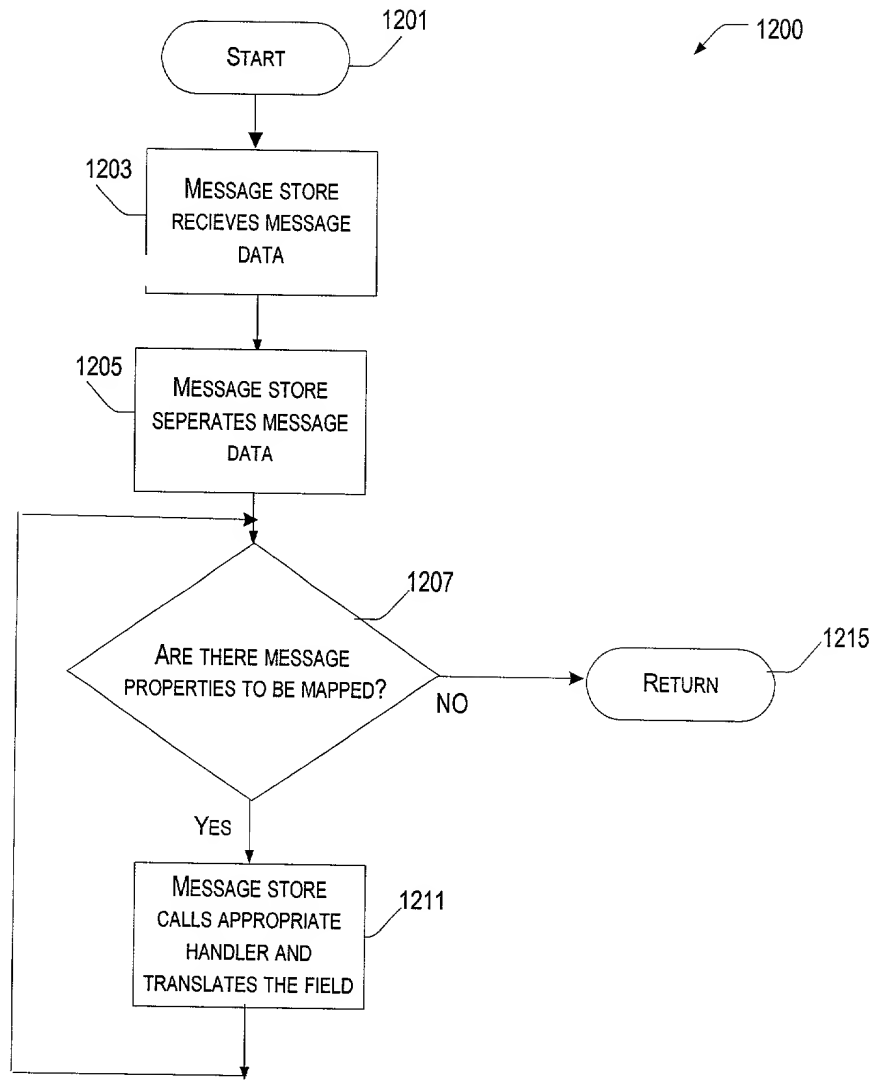 1201
START
1200
1203
MESSAGE STORE
RECIEVES MESSAGE
DATA
1205
MESSAGE STORE
SEPERATES MESSAGE
DATA
1207
ARE THERE MESSAGE
PROPERTIES TO BE MAPPED?
NO
1215
RETURN
YES
MESSAGE STORE
CALLS APPROPRIATE
HANDLER AND
TRANSLATES THE FIELD
1211